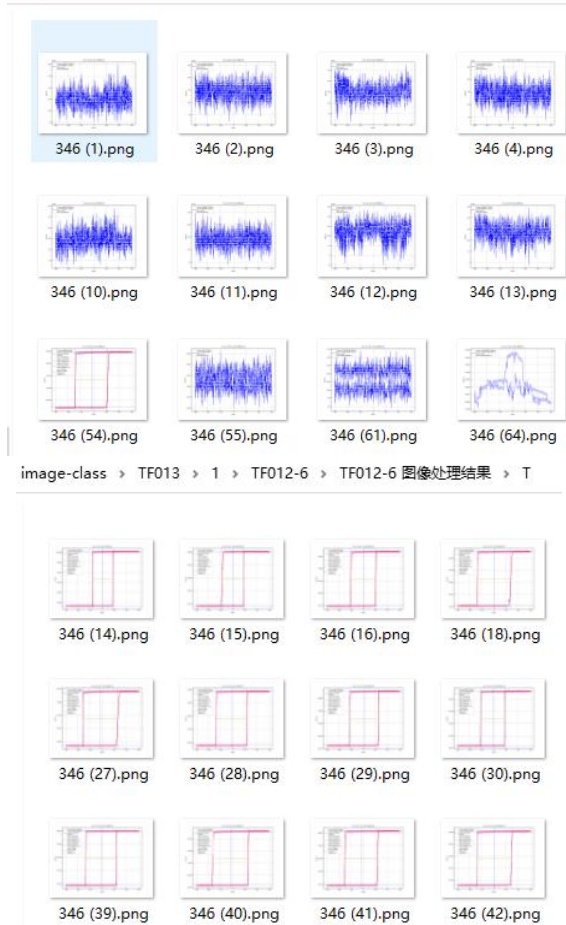 346 (1).png 346 (2).png 346 (3).png 346 (4).png
346 (10).png 346 (11).png 346 (12).png 346 (13).png
346 (54).png 346 (55).png 346 (61).png 346 (64).png
image-class > TF013 > 1 > TF012-6 > TF012-6 图像处理结果 > T
346 (14).png 346 (15).png 346 (16).png 346 (18).png
346 (27).png 346 (28).png 346 (29).png 346 (30).png
346 (39).png 346 (40).png 346 (41).png 346 (42).png